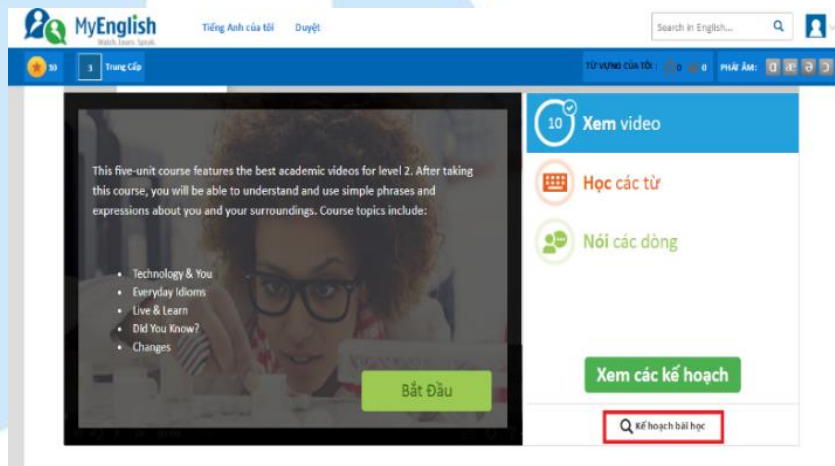 MyEnglish
Watch. Learn. Speak.
Tiếng Anh của tôi
Duyệt
Search in English...
10
3
Trung Cấp
TỪ VỰNG CỦA TÔI :
0
0
PHÁT ÂM:
ɑ
æ
ə
ɔ
This five-unit course features the best academic videos for level 2. After taking
this course, you will be able to understand and use simple phrases and
expressions about you and your surroundings. Course topics include:
• Technology & You
• Everyday Idioms
• Live & Learn
• Did You Know?
• Changes
Bắt Đầu
10
Xem video
Học các từ
Nói các dòng
Xem các kế hoạch
Kế hoạch bài học